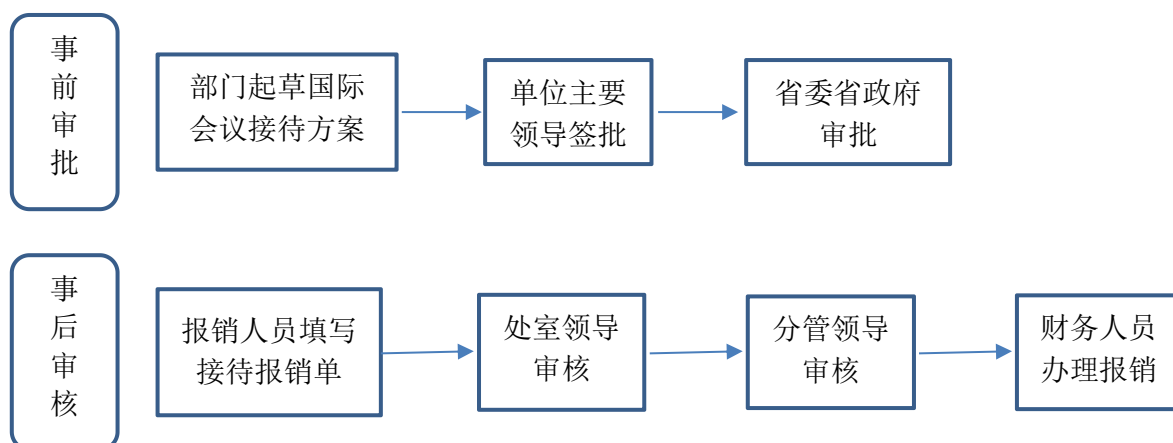 事前审批
部门起草国际
会议接待方案
单位主要
领导签批
省委省政府
审批
事后审核
报销人员填写
接待报销单
处室领导
审核
分管领导
审核
财务人员
办理报销